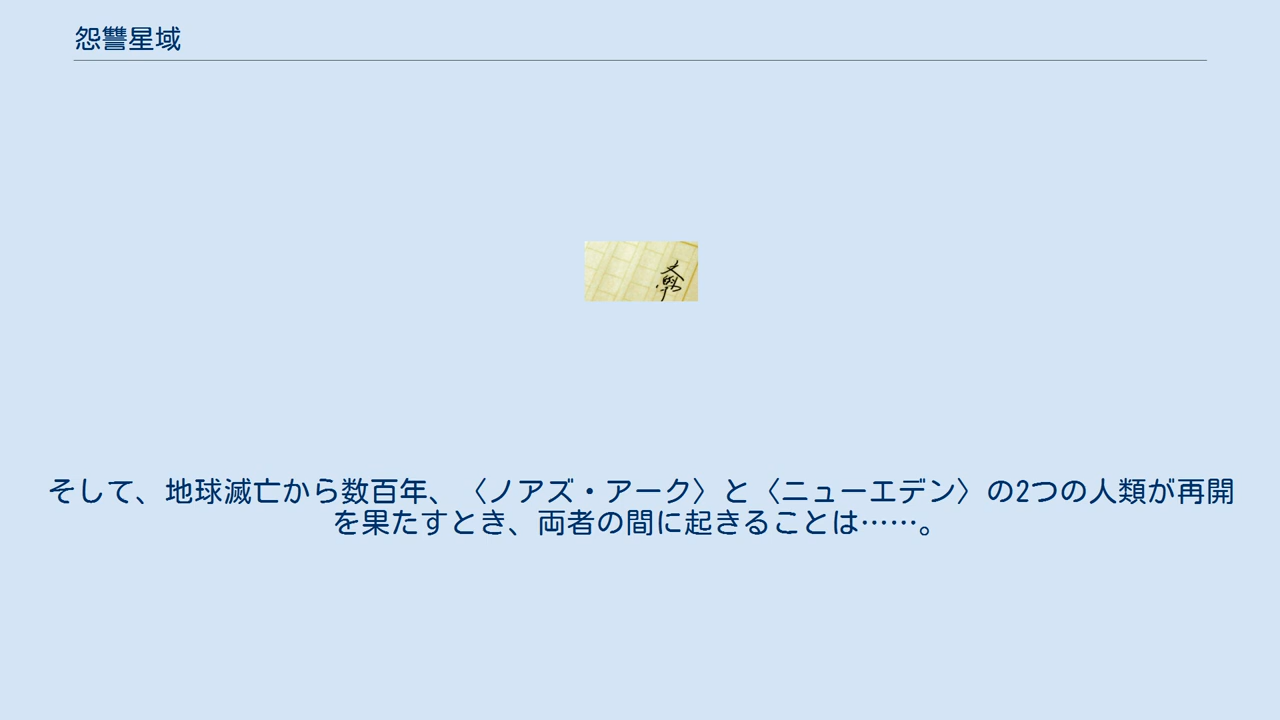 怨讐星域
そして、地球滅亡から数百年、〈ノアズ・アーク〉と〈ニューエデン〉の2つの人類が再開
を果たすとき、両者の間に起きることは……。